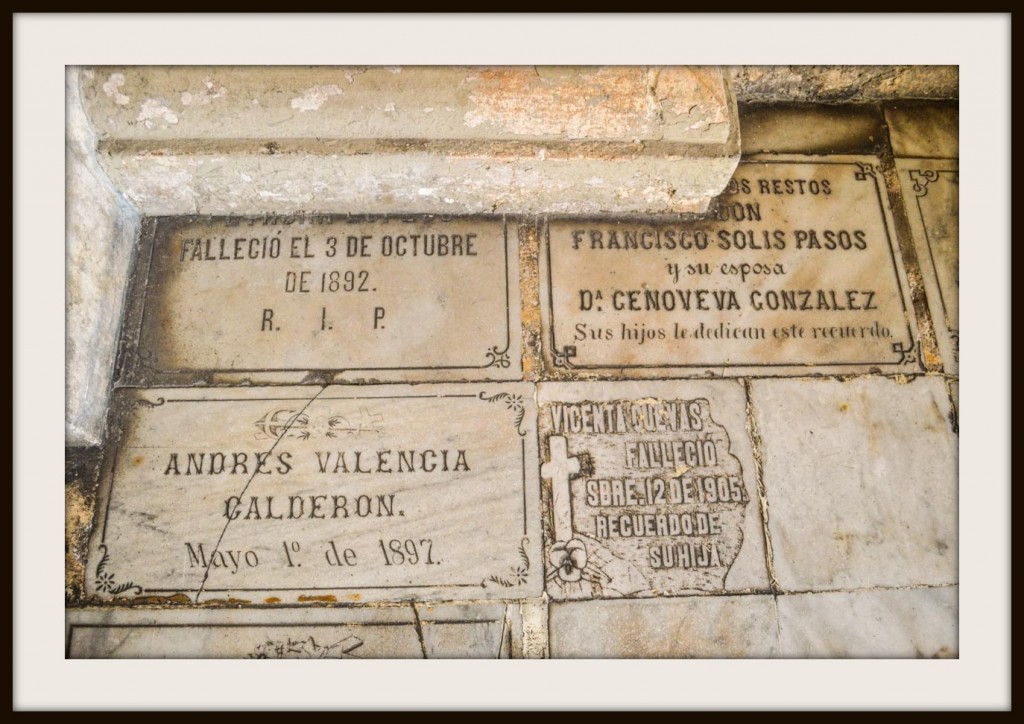 FALLECIÓ EL 3 DE OCTUBRE
DE 1892.
R. I. P.
OS RESTOS
DON
FRANCISCO SOLIS PASOS
y su esposa
D.ᴬ GENOVEVA GONZALEZ
Sus hijos le dedican este recuerdo.
ANDRES VALENCIA
CALDERON.
Mayo 1º de 1897.
VICENTA CUEVAS
FALLECIÓ
SBRE. 12 DE 1905.
RECUERDO DE
SU HIJA